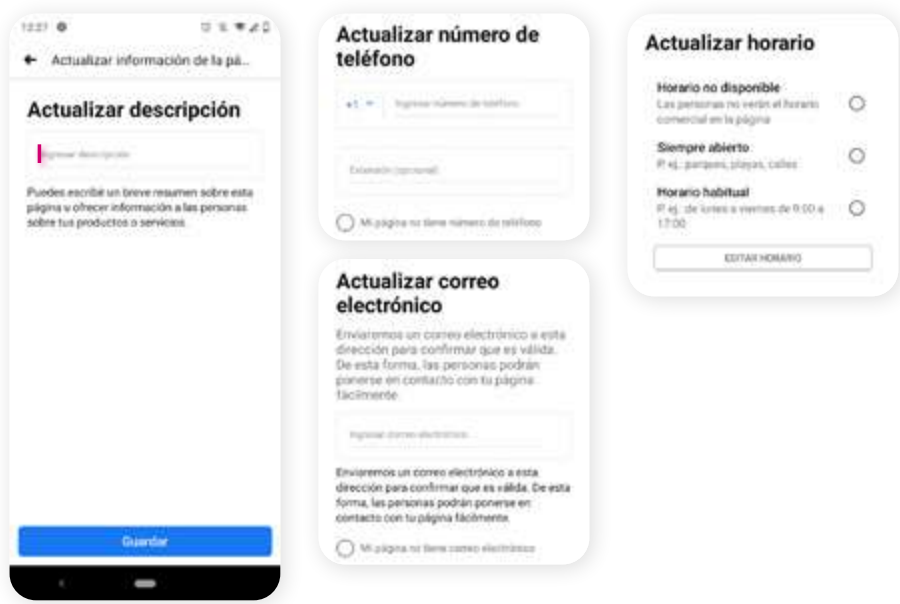 12:27
Actualizar información de la pá...
Actualizar descripción
Ingresar descripción
Puedes escribir un breve resumen sobre esta
página u ofrecer información a las personas
sobre tus productos o servicios.
Guardar
Actualizar número de
teléfono
+1
Ingresar número de teléfono
Extensión (opcional)
Mi página no tiene número de teléfono
Actualizar correo
electrónico
Enviaremos un correo electrónico a esta
dirección para confirmar que es válida.
De esta forma, las personas podrán
ponerse en contacto con tu página
fácilmente.
Ingresar correo electrónico
Enviaremos un correo electrónico a esta
dirección para confirmar que es válida. De esta
forma, las personas podrán ponerse en
contacto con tu página fácilmente.
Mi página no tiene correo electrónico
Actualizar horario
Horario no disponible
Las personas no verán el horario
comercial en la página
Siempre abierto
P. ej.: parques, playas, calles
Horario habitual
P. ej.: de lunes a viernes de 9:00 a
17:00
EDITAR HORARIO